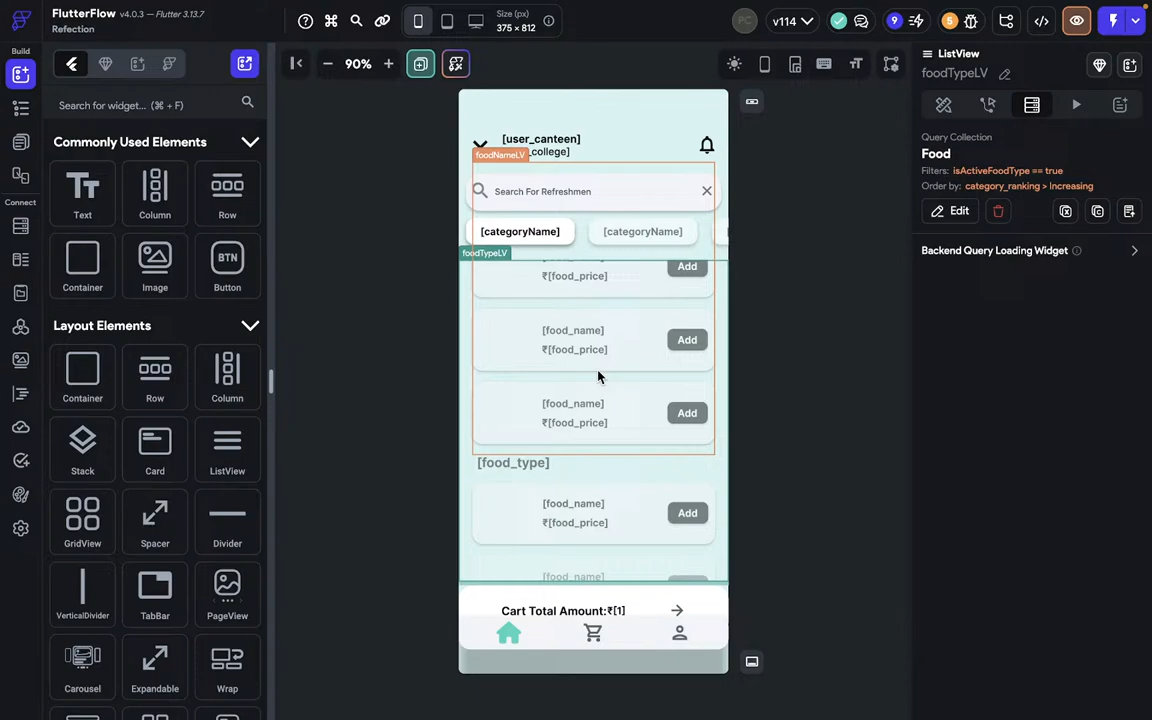 FlutterFlow v4.0.3 - Flutter 3.13.7
Refection
Size (px)
375 × 812
PC
v114
9
5
Build
Connect
Search for widget... (⌘ + F)
Commonly Used Elements
Text
Column
Row
Container
Image
BTN
Button
Layout Elements
Container
Row
Column
Stack
Card
ListView
GridView
Spacer
Divider
VerticalDivider
TabBar
PageView
Carousel
Expandable
Wrap
90%
[user_canteen]
_college]
foodNameLV
Search For Refreshmen
[categoryName]
[categoryName]
foodTypeLV
₹[food_price]
Add
[food_name]
₹[food_price]
Add
[food_name]
₹[food_price]
Add
[food_type]
[food_name]
₹[food_price]
Add
[food_name]
Cart Total Amount:₹[1]
ListView
foodTypeLV
Query Collection
Food
Filters: isActiveFoodType == true
Order by: category_ranking > Increasing
Edit
Backend Query Loading Widget